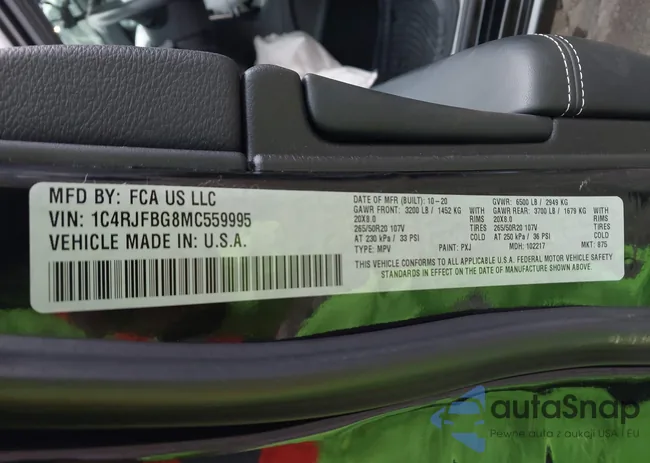 MFD BY: FCA US LLC
VIN: 1C4RJFBG8MC559995
VEHICLE MADE IN: U.S.A.
DATE OF MFR (BUILT): 10-20
GVWR: 6500 LB / 2949 KG
GAWR FRONT: 3200 LB / 1452 KG WITH
GAWR REAR: 3700 LB / 1679 KG WITH
20X8.0 RIMS
20X8.0 RIMS
265/50R20 107V TIRES
265/50R20 107V TIRES
AT 230 kPa / 33 PSI COLD
AT 250 kPa / 36 PSI COLD
TYPE: MPV PAINT: PXJ MDH: 102217 MKT: 875
THIS VEHICLE CONFORMS TO ALL APPLICABLE U.S.A. FEDERAL MOTOR VEHICLE SAFETY
STANDARDS IN EFFECT ON THE DATE OF MANUFACTURE SHOWN ABOVE.
autaSnap
Pewne auta z aukcji USA i EU